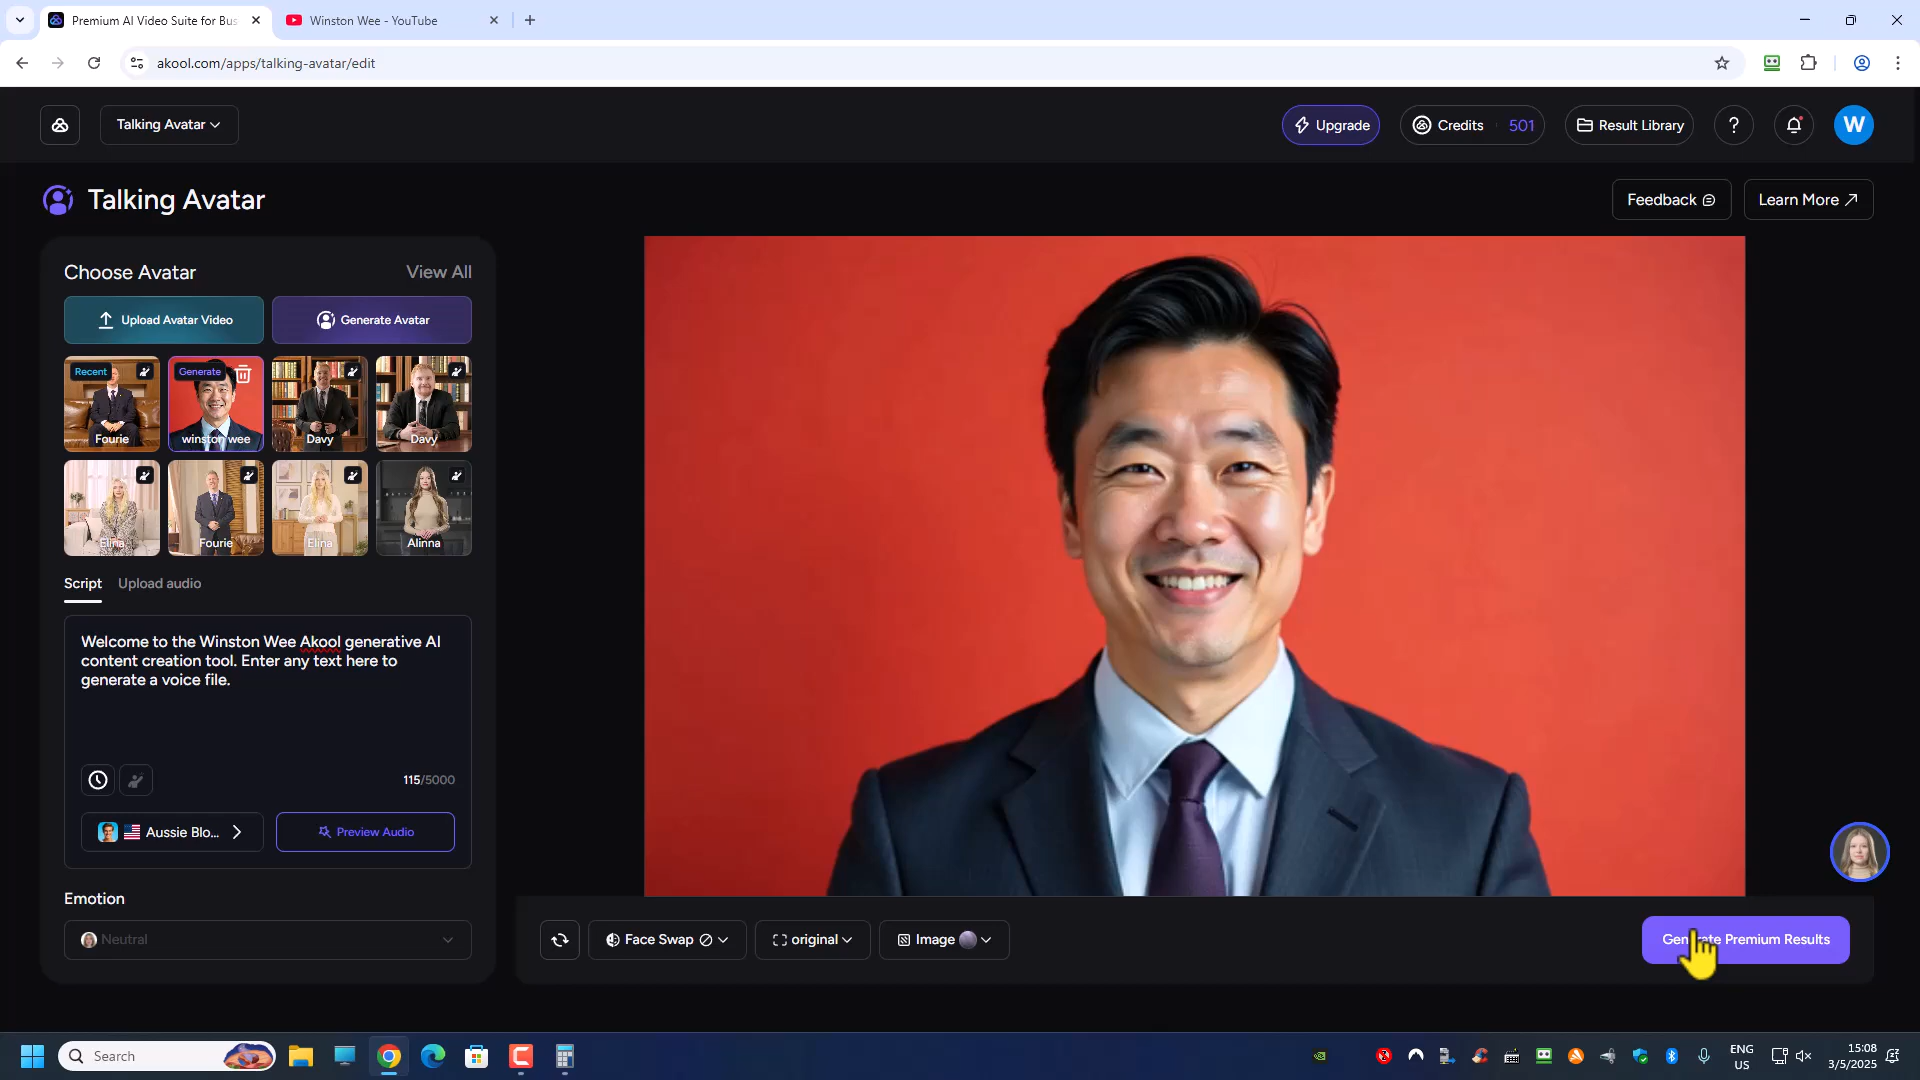 Premium AI Video Suite for Bus
Winston Wee - YouTube
akool.com/apps/talking-avatar/edit
Talking Avatar
Upgrade
Credits
501
Result Library
?
W
Talking Avatar
Feedback
Learn More
Choose Avatar
View All
Upload Avatar Video
Generate Avatar
Recent
Fourie
Generate
winston wee
Davy
Davy
Elina
Fourie
Elina
Alinna
Script
Upload audio
Welcome to the Winston Wee Akool generative AI
content creation tool. Enter any text here to
generate a voice file.
115/5000
Aussie Blo...
Preview Audio
Emotion
Neutral
Face Swap
original
Image
Generate Premium Results
Search
ENG
US
15:08
3/5/2025